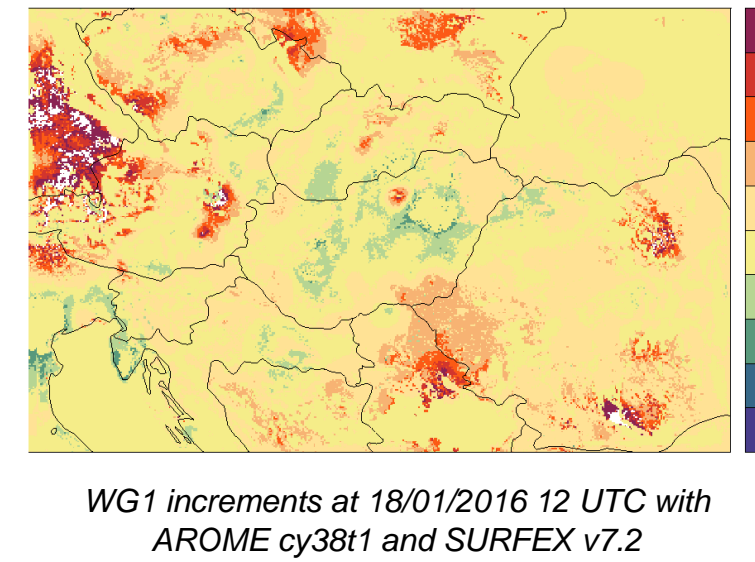 WG1 increments at 18/01/2016 12 UTC with
AROME cy38t1 and SURFEX v7.2